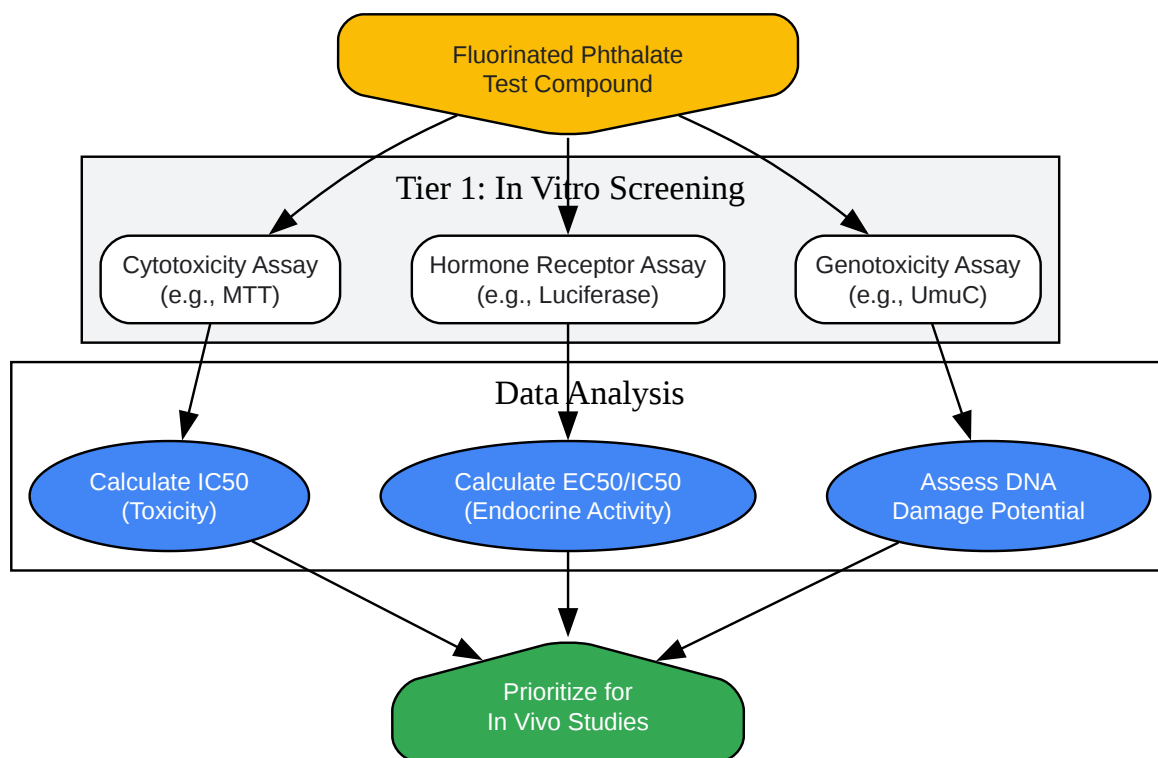 Fluorinated Phthalate
Test Compound
Tier 1: In Vitro Screening
Cytotoxicity Assay
(e.g., MTT)
Hormone Receptor Assay
(e.g., Luciferase)
Genotoxicity Assay
(e.g., UmuC)
Data Analysis
Calculate IC50
(Toxicity)
Calculate EC50/IC50
(Endocrine Activity)
Assess DNA
Damage Potential
Prioritize for
In Vivo Studies